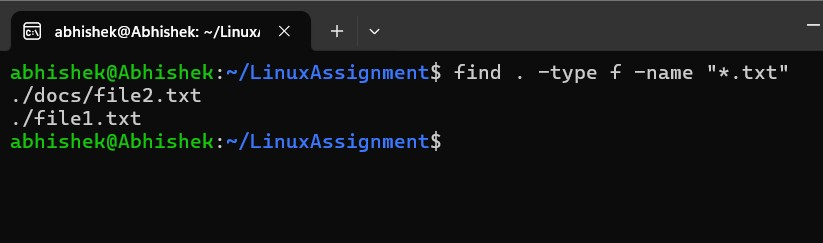 abhishek@Abhishek: ~/Linux/
abhishek@Abhishek:~/LinuxAssignment$ find . -type f -name "*.txt"
./docs/file2.txt
./file1.txt
abhishek@Abhishek:~/LinuxAssignment$